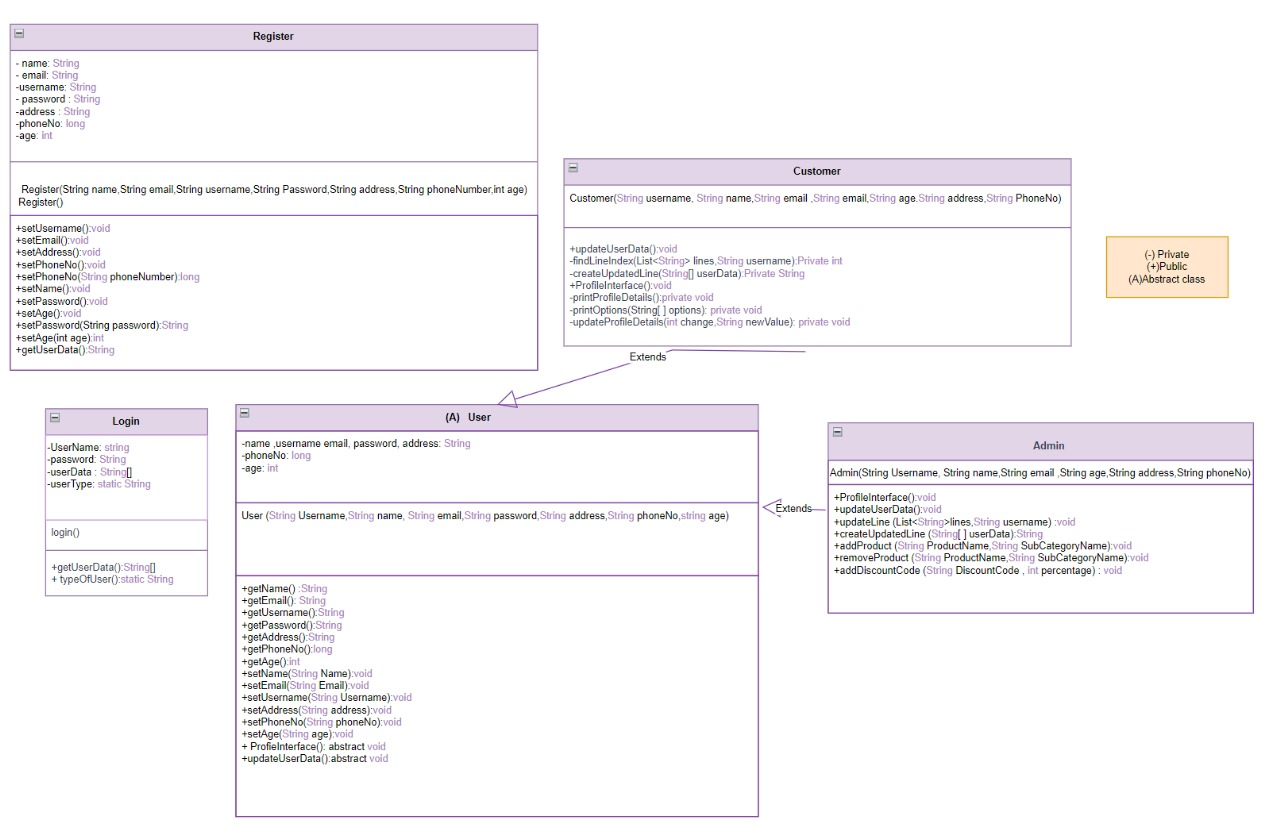 Register
- name: String
- email: String
-username: String
- password : String
-address : String
-phoneNo: long
-age: int
Register(String name,String email,String username,String Password,String address,String phoneNumber,int age)
Register()
+setUsername():void
+setEmail():void
+setAddress():void
+setPhoneNo():void
+setPhoneNo(String phoneNumber):long
+setName():void
+setPassword():void
+setAge():void
+setPassword(String password):String
+setAge(int age):int
+getUserData():String
Customer
Customer(String username, String name,String email ,String email,String age.String address,String PhoneNo)
+updateUserData():void
-findLineIndex(List<String> lines,String username):Private int
-createUpdatedLine(String[] userData):Private String
+ProfileInterface():void
-printProfileDetails():private void
-printOptions(String[ ] options): private void
-updateProfileDetails(int change,String newValue): private void
(-) Private
(+)Public
(A)Abstract class
Extends
Login
-UserName: string
-password: String
-userData : String[]
-userType: static String
login()
+getUserData():String[]
+ typeOfUser():static String
(A) User
-name ,username email, password, address: String
-phoneNo: long
-age: int
User (String Username,String name, String email,String password,String address,String phoneNo,string age)
+getName() :String
+getEmail(): String
+getUsername():String
+getPassword():String
+getAddress():String
+getPhoneNo():long
+getAge():int
+setName(String Name):void
+setEmail(String Email):void
+setUsername(String Username):void
+setAddress(String address):void
+setPhoneNo(String phoneNo):void
+setAge(String age):void
+ ProfieInterface(): abstract void
+updateUserData():abstract void
Extends
Admin
Admin(String Username, String name,String email ,String age,String address,String phoneNo)
+ProfileInterface():void
+updateUserData():void
+updateLine (List<String>lines,String username) :void
+createUpdatedLine (String[ ] userData):String
+addProduct (String ProductName,String SubCategoryName):void
+removeProduct (String ProductName,String SubCategoryName):void
+addDiscountCode (String DiscountCode , int percentage) : void